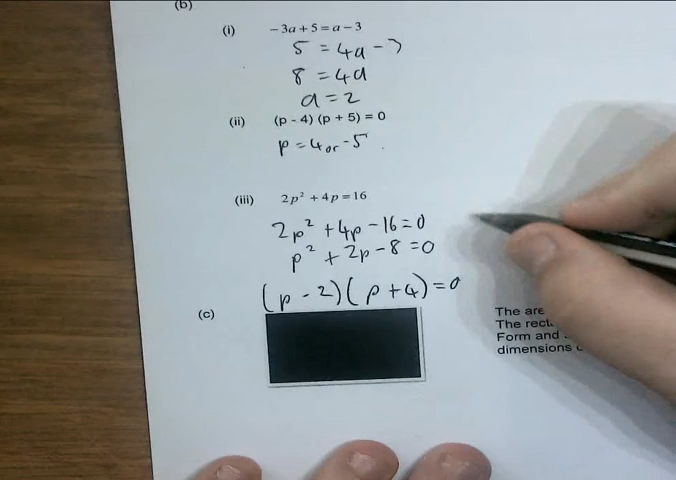 (b)
(i) -3a + 5 = a - 3
5 = 4a - 3
8 = 4a
a = 2
(ii) (p - 4) (p + 5) = 0
p = 4 or -5
(iii) 2p² + 4p = 16
2p² + 4p - 16 = 0
p² + 2p - 8 = 0
(p - 2)(p + 4) = 0
(c)
The are
The rect
Form and
dimensions